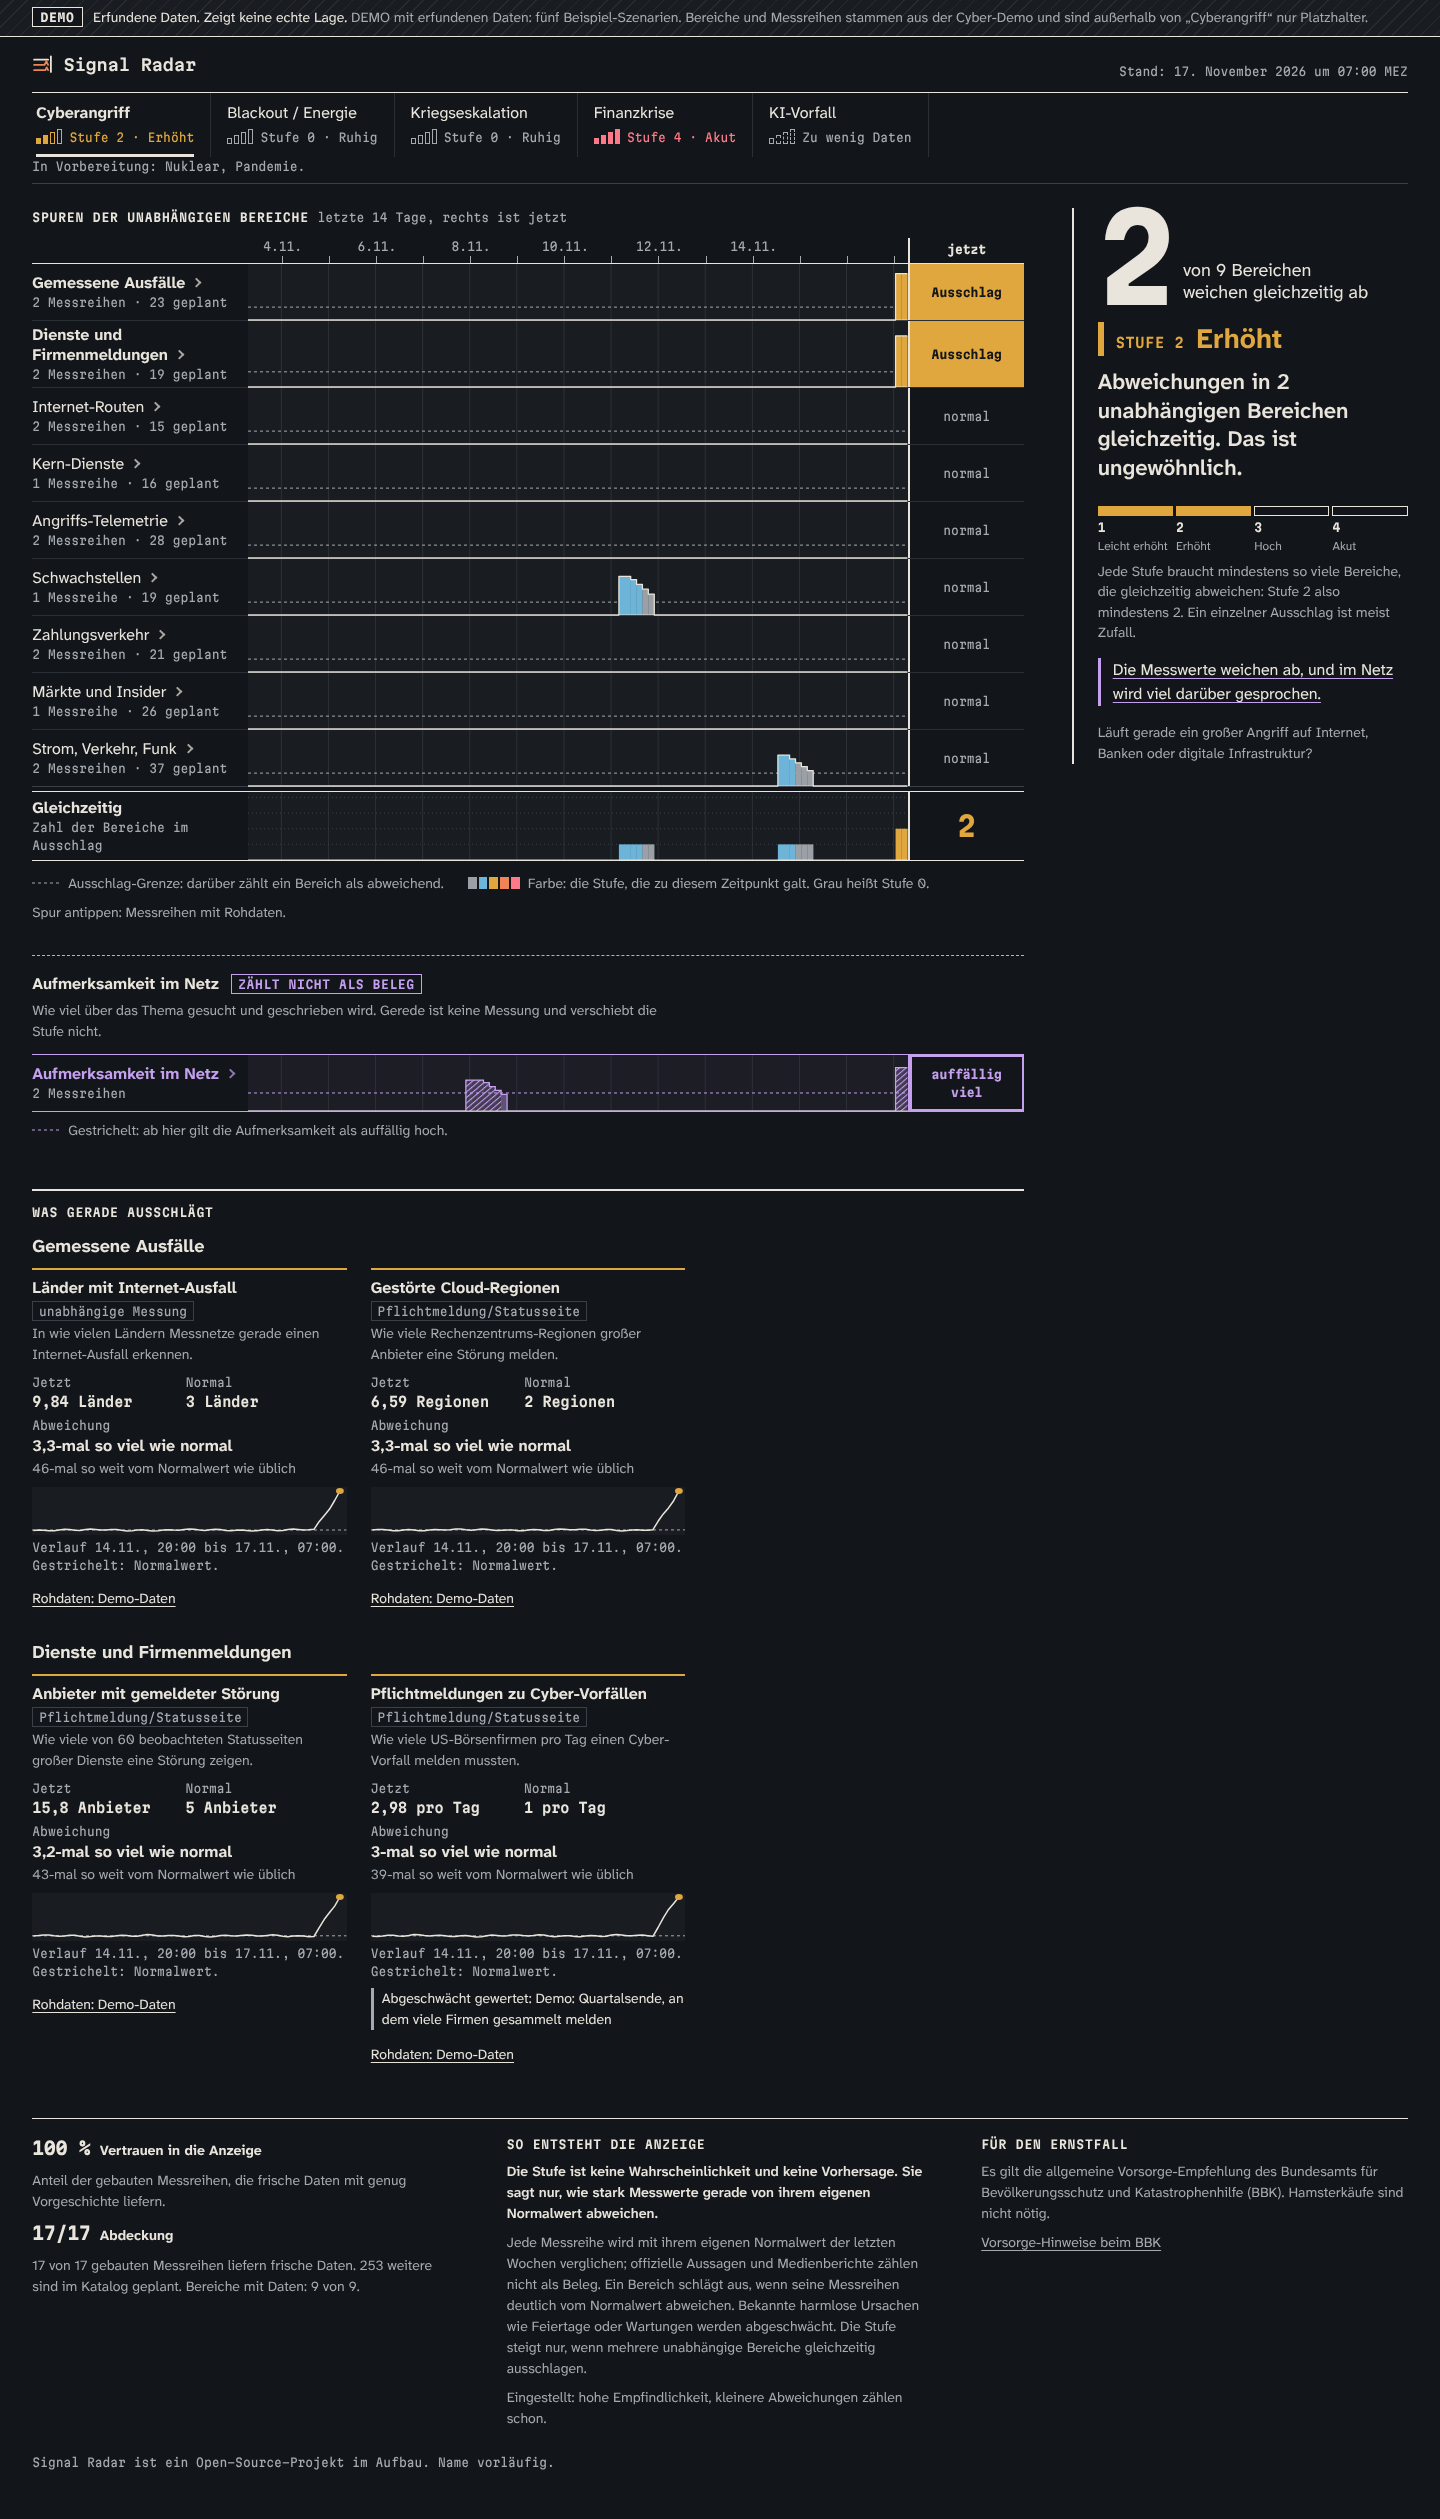 DEMO Erfundene Daten. Zeigt keine echte Lage. DEMO mit erfundenen Daten: fünf Beispiel-Szenarien. Bereiche und Messreihen stammen aus der Cyber-Demo und sind außerhalb von „Cyberangriff“ nur Platzhalter.
Signal Radar
Stand: 17. November 2026 um 07:00 MEZ
Cyberangriff
Stufe 2 · Erhöht
Blackout / Energie
Stufe 0 · Ruhig
Kriegseskalation
Stufe 0 · Ruhig
Finanzkrise
Stufe 4 · Akut
KI-Vorfall
Zu wenig Daten
In Vorbereitung: Nuklear, Pandemie.
SPUREN DER UNABHÄNGIGEN BEREICHE letzte 14 Tage, rechts ist jetzt
4.11. 6.11. 8.11. 10.11. 12.11. 14.11. jetzt
Gemessene Ausfälle
2 Messreihen · 23 geplant
Ausschlag
Dienste und
Firmenmeldungen
2 Messreihen · 19 geplant
Ausschlag
Internet-Routen
2 Messreihen · 15 geplant
normal
Kern-Dienste
1 Messreihe · 16 geplant
normal
Angriffs-Telemetrie
2 Messreihen · 28 geplant
normal
Schwachstellen
1 Messreihe · 19 geplant
normal
Zahlungsverkehr
2 Messreihen · 21 geplant
normal
Märkte und Insider
1 Messreihe · 26 geplant
normal
Strom, Verkehr, Funk
2 Messreihen · 37 geplant
normal
Gleichzeitig
Zahl der Bereiche im
Ausschlag
2
Ausschlag-Grenze: darüber zählt ein Bereich als abweichend.
Farbe: die Stufe, die zu diesem Zeitpunkt galt. Grau heißt Stufe 0.
Spur antippen: Messreihen mit Rohdaten.
2
von 9 Bereichen
weichen gleichzeitig ab
STUFE 2 Erhöht
Abweichungen in 2
unabhängigen Bereichen
gleichzeitig. Das ist
ungewöhnlich.
1 2 3 4
Leicht erhöht Erhöht Hoch Akut
Jede Stufe braucht mindestens so viele Bereiche,
die gleichzeitig abweichen: Stufe 2 also
mindestens 2. Ein einzelner Ausschlag ist meist
Zufall.
Die Messwerte weichen ab, und im Netz
wird viel darüber gesprochen.
Läuft gerade ein großer Angriff auf Internet,
Banken oder digitale Infrastruktur?
Aufmerksamkeit im Netz ZÄHLT NICHT ALS BELEG
Wie viel über das Thema gesucht und geschrieben wird. Gerede ist keine Messung und verschiebt die
Stufe nicht.
Aufmerksamkeit im Netz
2 Messreihen
auffällig
viel
Gestrichelt: ab hier gilt die Aufmerksamkeit als auffällig hoch.
WAS GERADE AUSSCHLÄGT
Gemessene Ausfälle
Länder mit Internet-Ausfall
unabhängige Messung
In wie vielen Ländern Messnetze gerade einen
Internet-Ausfall erkennen.
Jetzt Normal
9,84 Länder 3 Länder
Abweichung
3,3-mal so viel wie normal
46-mal so weit vom Normalwert wie üblich
Verlauf 14.11., 20:00 bis 17.11., 07:00.
Gestrichelt: Normalwert.
Rohdaten: Demo-Daten
Gestörte Cloud-Regionen
Pflichtmeldung/Statusseite
Wie viele Rechenzentrums-Regionen großer
Anbieter eine Störung melden.
Jetzt Normal
6,59 Regionen 2 Regionen
Abweichung
3,3-mal so viel wie normal
46-mal so weit vom Normalwert wie üblich
Verlauf 14.11., 20:00 bis 17.11., 07:00.
Gestrichelt: Normalwert.
Rohdaten: Demo-Daten
Dienste und Firmenmeldungen
Anbieter mit gemeldeter Störung
Pflichtmeldung/Statusseite
Wie viele von 60 beobachteten Statusseiten
großer Dienste eine Störung zeigen.
Jetzt Normal
15,8 Anbieter 5 Anbieter
Abweichung
3,2-mal so viel wie normal
43-mal so weit vom Normalwert wie üblich
Verlauf 14.11., 20:00 bis 17.11., 07:00.
Gestrichelt: Normalwert.
Rohdaten: Demo-Daten
Pflichtmeldungen zu Cyber-Vorfällen
Pflichtmeldung/Statusseite
Wie viele US-Börsenfirmen pro Tag einen Cyber-
Vorfall melden mussten.
Jetzt Normal
2,98 pro Tag 1 pro Tag
Abweichung
3-mal so viel wie normal
39-mal so weit vom Normalwert wie üblich
Verlauf 14.11., 20:00 bis 17.11., 07:00.
Gestrichelt: Normalwert.
Abgeschwächt gewertet: Demo: Quartalsende, an
dem viele Firmen gesammelt melden
Rohdaten: Demo-Daten
100 % Vertrauen in die Anzeige
Anteil der gebauten Messreihen, die frische Daten mit genug
Vorgeschichte liefern.
17/17 Abdeckung
17 von 17 gebauten Messreihen liefern frische Daten. 253 weitere
sind im Katalog geplant. Bereiche mit Daten: 9 von 9.
SO ENTSTEHT DIE ANZEIGE
Die Stufe ist keine Wahrscheinlichkeit und keine Vorhersage. Sie
sagt nur, wie stark Messwerte gerade von ihrem eigenen
Normalwert abweichen.
Jede Messreihe wird mit ihrem eigenen Normalwert der letzten
Wochen verglichen; offizielle Aussagen und Medienberichte zählen
nicht als Beleg. Ein Bereich schlägt aus, wenn seine Messreihen
deutlich vom Normalwert abweichen. Bekannte harmlose Ursachen
wie Feiertage oder Wartungen werden abgeschwächt. Die Stufe
steigt nur, wenn mehrere unabhängige Bereiche gleichzeitig
ausschlagen.
Eingestellt: hohe Empfindlichkeit, kleinere Abweichungen zählen
schon.
FÜR DEN ERNSTFALL
Es gilt die allgemeine Vorsorge-Empfehlung des Bundesamts für
Bevölkerungsschutz und Katastrophenhilfe (BBK). Hamsterkäufe sind
nicht nötig.
Vorsorge-Hinweise beim BBK
Signal Radar ist ein Open-Source-Projekt im Aufbau. Name vorläufig.